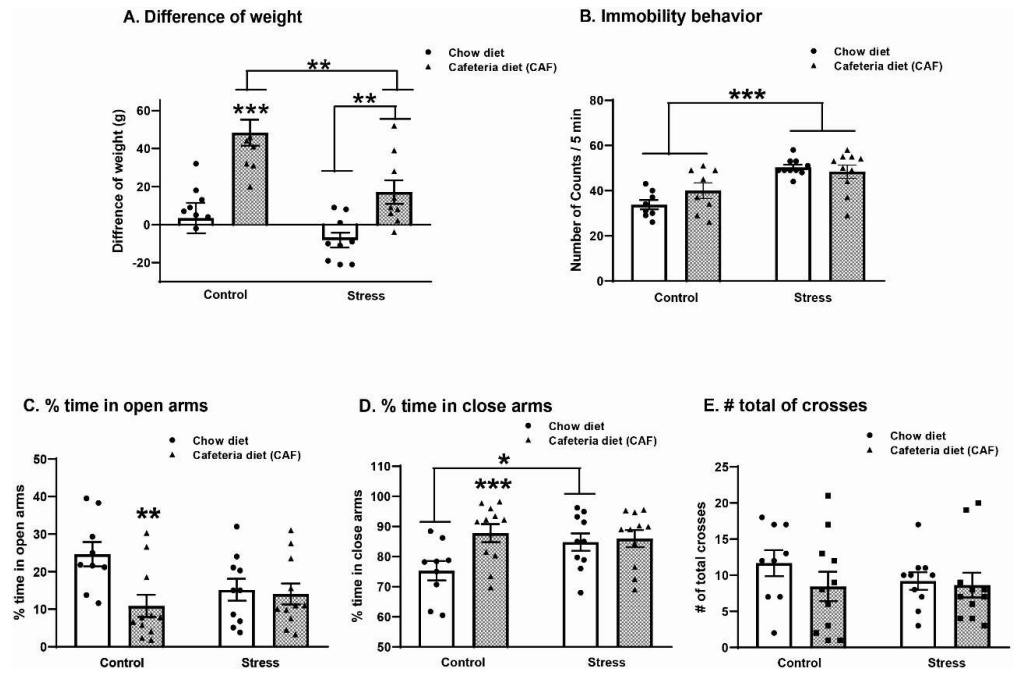 A. Difference of weight
Chow diet
Cafeteria diet (CAF)
**
**
***
Diffrence of weight (g)
60
40
20
0
-20
Control
Stress
B. Immobility behavior
Chow diet
Cafeteria diet (CAF)
***
Number of Counts / 5 min
80
60
40
20
0
Control
Stress
C. % time in open arms
Chow diet
Cafeteria diet (CAF)
**
% time in open arms
50
40
30
20
10
0
Control
Stress
D. % time in close arms
Chow diet
Cafeteria diet (CAF)
*
***
% time in close arms
110
100
90
80
70
60
50
Control
Stress
E. # total of crosses
Chow diet
Cafeteria diet (CAF)
# of total crosses
25
20
15
10
5
0
Control
Stress